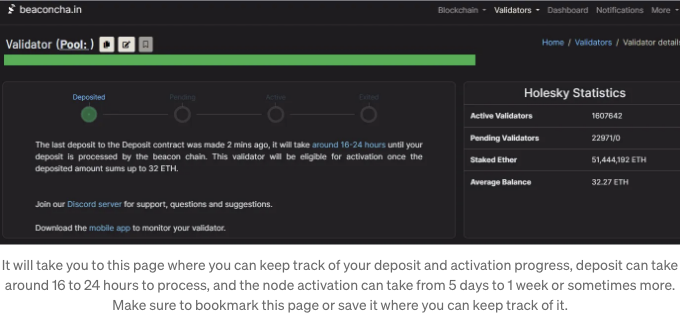 beaconcha.in
Blockchain Validators Dashboard Notifications More
Validator (Pool: )
Home / Validators / Validator details
Deposited Pending Active Exited
The last deposit to the Deposit contract was made 2 mins ago, it will take around 16-24 hours until your
deposit is processed by the beacon chain. This validator will be eligible for activation once the
deposited amount sums up to 32 ETH.
Join our Discord server for support, questions and suggestions.
Download the mobile app to monitor your validator.
Holesky Statistics
Active Validators 1607642
Pending Validators 22971/0
Staked Ether 51,444,192 ETH
Average Balance 32.27 ETH
It will take you to this page where you can keep track of your deposit and activation progress, deposit can take
around 16 to 24 hours to process, and the node activation can take from 5 days to 1 week or sometimes more.
Make sure to bookmark this page or save it where you can keep track of it.